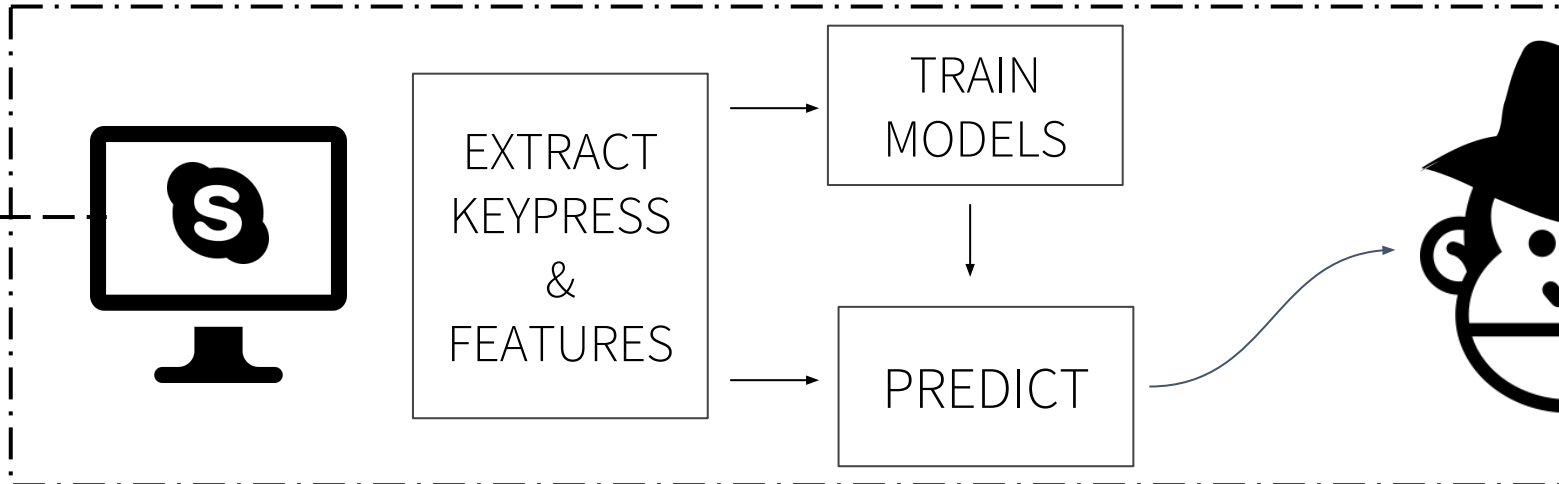 S
EXTRACT
KEYPRESS
&
FEATURES
TRAIN
MODELS
PREDICT